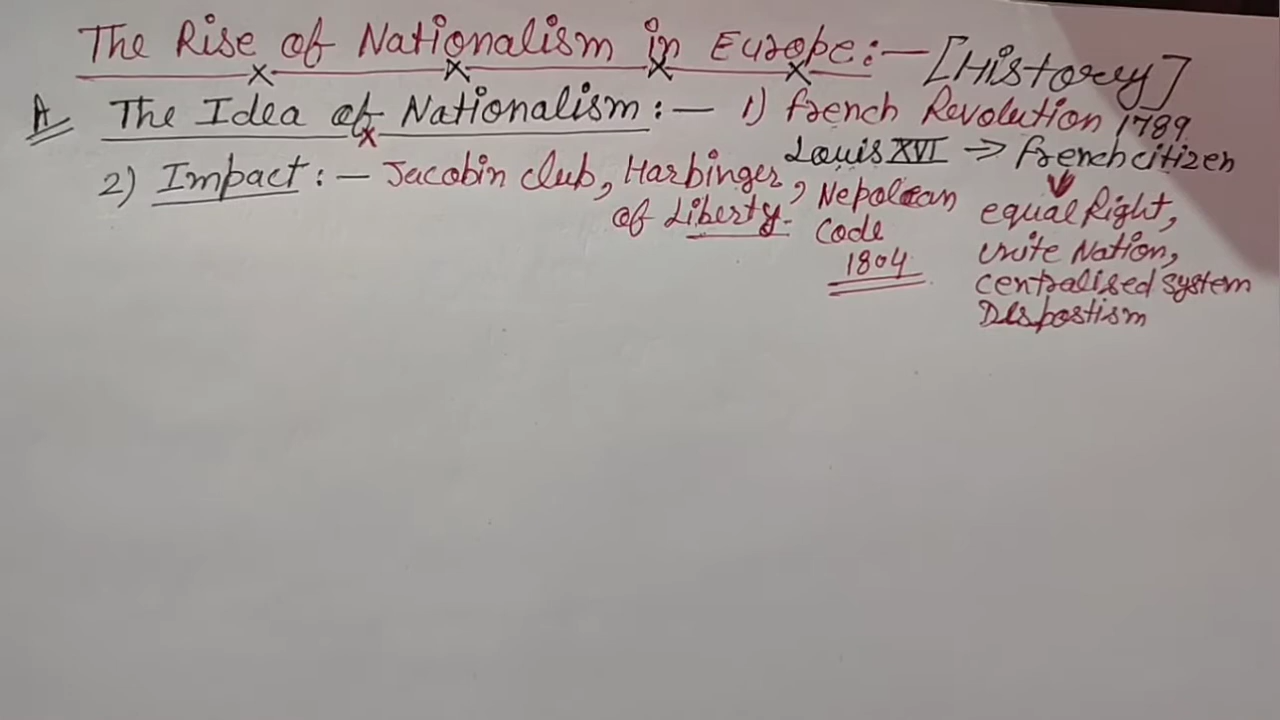 The Rise of Nationalism in Europe:- [History]
A The Idea of Nationalism:- 1) French Revolution 1789
Louis XVI → French citizen
2) Impact:- Jacobin club, Harbinger, Nepolean
of Liberty. Code
1804
equal Right,
unite Nation,
centralised system
Despostism